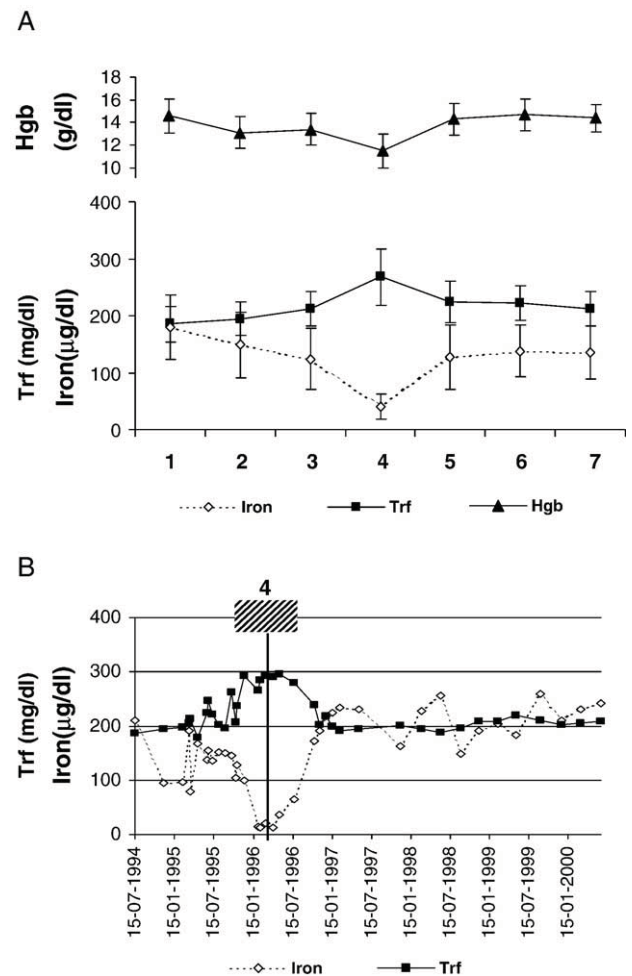 A
Hgb
(g/dl)
18
16
14
12
10
Trf (mg/dl)
Iron(µg/dl)
400
300
200
100
0
1 2 3 4 5 6 7
Iron Trf Hgb
B
4
Trf (mg/dl)
Iron(µg/dl)
400
300
200
100
0
15-07-1994
15-01-1995
15-07-1995
15-01-1996
15-07-1996
15-01-1997
15-07-1997
15-01-1998
15-07-1998
15-01-1999
15-07-1999
15-01-2000
Iron Trf